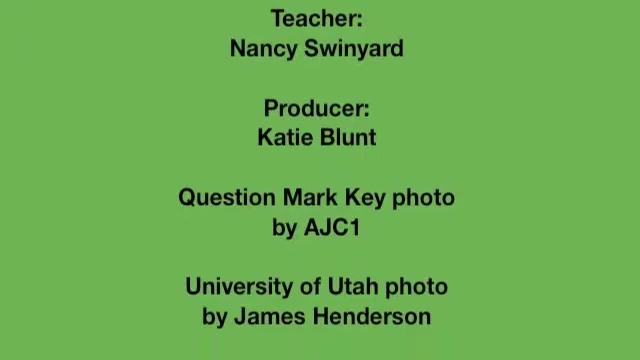 Teacher:
Nancy Swinyard
Producer:
Katie Blunt
Question Mark Key photo
by AJC1
University of Utah photo
by James Henderson